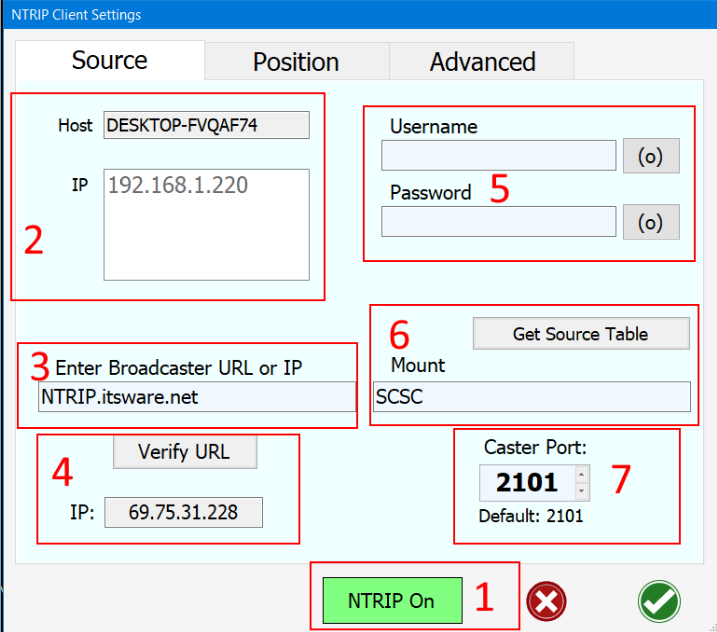 NTRIP Client Settings
Source Position Advanced
Host DESKTOP-FVQAF74
IP 192.168.1.220
2
Username
(o)
Password 5
(o)
6 Get Source Table
Mount
SCSC
3 Enter Broadcaster URL or IP
NTRIP.itsware.net
4 Verify URL
IP: 69.75.31.228
Caster Port:
2101 7
Default: 2101
NTRIP On 1